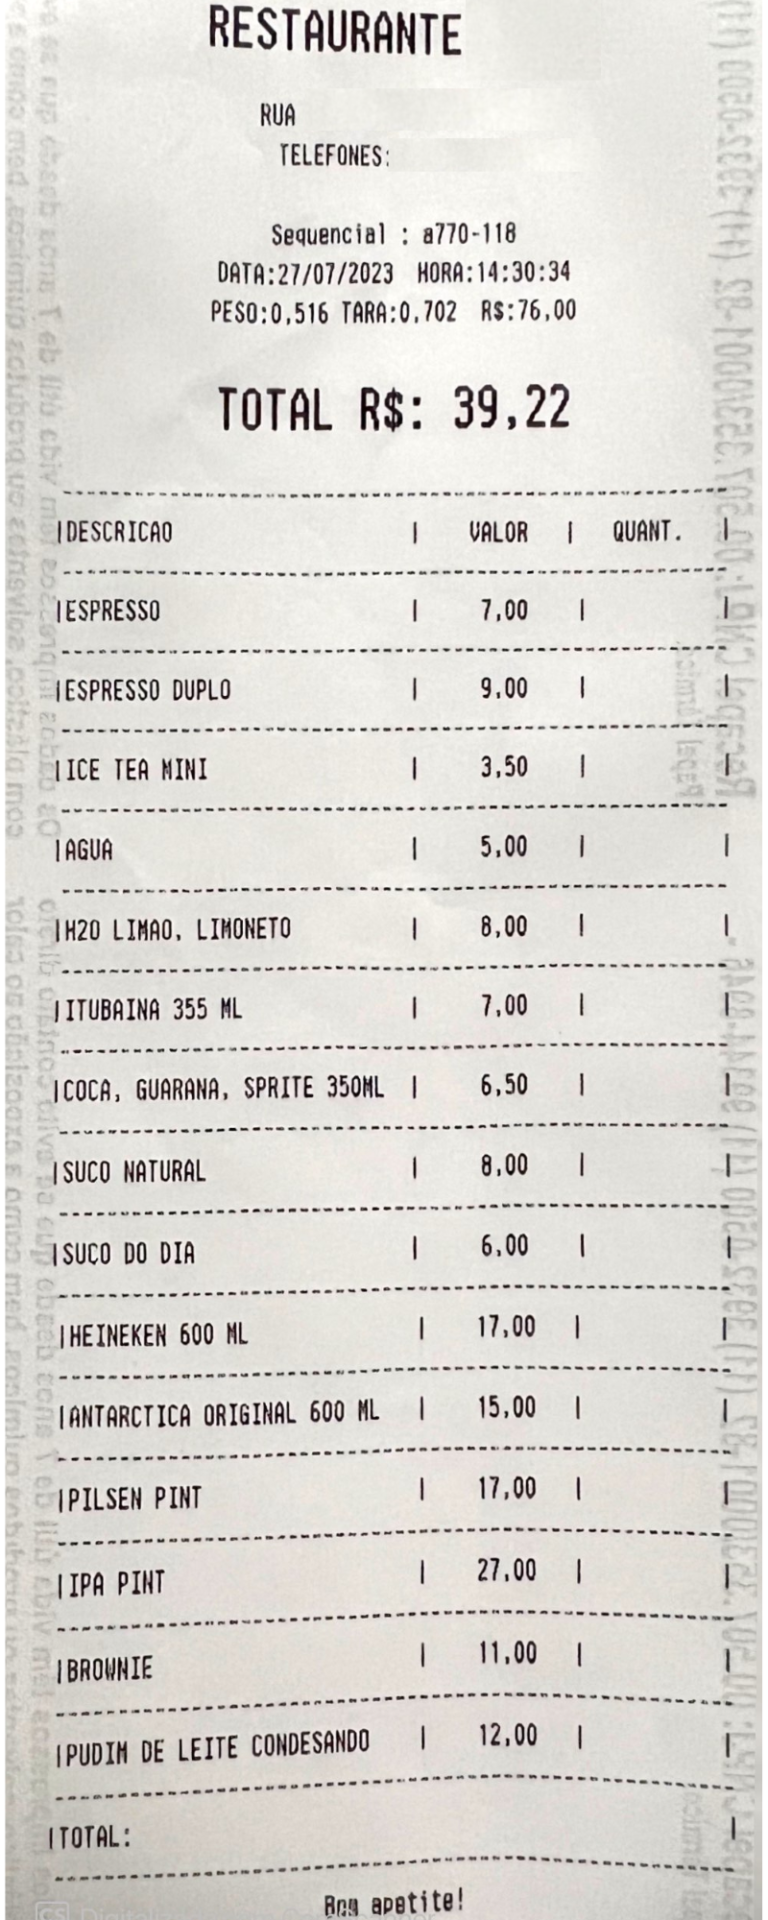 RESTAURANTE
RUA
TELEFONES:
Sequencial : a770-118
DATA:27/07/2023 HORA:14:30:34
PESO:0,516 TARA:0,702 R$:76,00
TOTAL R$: 39,22
|DESCRICAO | VALOR | QUANT. |
|ESPRESSO | 7,00 | |
|ESPRESSO DUPLO | 9,00 | |
|ICE TEA MINI | 3,50 | |
|AGUA | 5,00 | |
|H2O LIMAO, LIMONETO | 8,00 | |
|ITUBAINA 355 ML | 7,00 | |
|COCA, GUARANA, SPRITE 350ML | 6,50 | |
|SUCO NATURAL | 8,00 | |
|SUCO DO DIA | 6,00 | |
|HEINEKEN 600 ML | 17,00 | |
|ANTARCTICA ORIGINAL 600 ML | 15,00 | |
|PILSEN PINT | 17,00 | |
|IPA PINT | 27,00 | |
|BROWNIE | 11,00 | |
|PUDIM DE LEITE CONDESANDO | 12,00 | |
|TOTAL: |
apetite!
CS